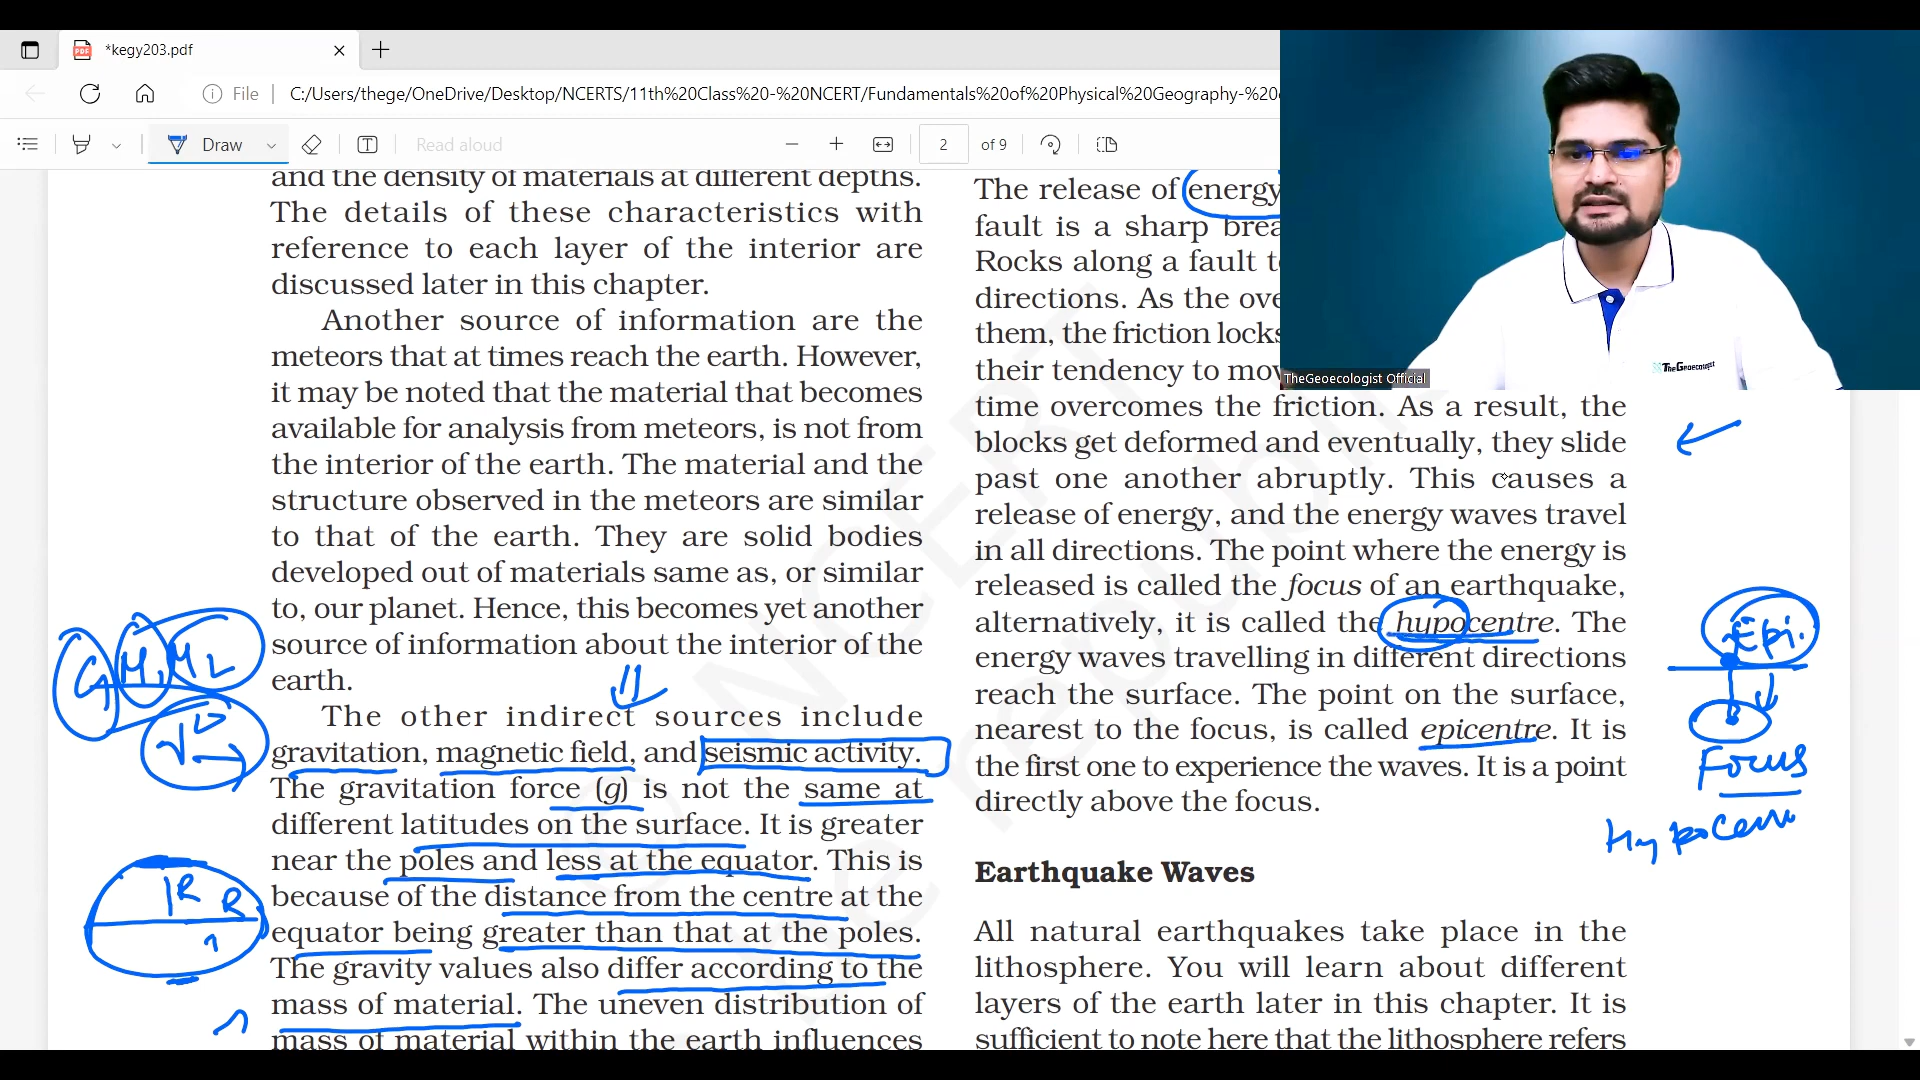 *kegy203.pdf
File
C:/Users/thege/OneDrive/Desktop/NCERTS/11th%20Class%20-%20NCERT/Fundamentals%20of%20Physical%20Geography-%20
Draw
Read aloud
2 of 9
TheGeoecologist
TheGeoecologist Official
and the density of materials at different depths.
The details of these characteristics with
reference to each layer of the interior are
discussed later in this chapter.
Another source of information are the
meteors that at times reach the earth. However,
it may be noted that the material that becomes
available for analysis from meteors, is not from
the interior of the earth. The material and the
structure observed in the meteors are similar
to that of the earth. They are solid bodies
developed out of materials same as, or similar
to, our planet. Hence, this becomes yet another
source of information about the interior of the
earth.
The other indirect sources include
gravitation, magnetic field, and seismic activity.
The gravitation force (g) is not the same at
different latitudes on the surface. It is greater
near the poles and less at the equator. This is
because of the distance from the centre at the
equator being greater than that at the poles.
The gravity values also differ according to the
mass of material. The uneven distribution of
mass of material within the earth influences
R R
The release of energy
fault is a sharp
Rocks along a fault
directions. As the
them, the friction locks
their tendency to
time overcomes the friction. As a result, the
blocks get deformed and eventually, they slide
past one another abruptly. This causes a
release of energy, and the energy waves travel
in all directions. The point where the energy is
released is called the focus of an earthquake,
alternatively, it is called the hypocentre. The
energy waves travelling in different directions
reach the surface. The point on the surface,
nearest to the focus, is called epicentre. It is
the first one to experience the waves. It is a point
directly above the focus.
Earthquake Waves
All natural earthquakes take place in the
lithosphere. You will learn about different
layers of the earth later in this chapter. It is
sufficient to note here that the lithosphere refers
Epi.
Focus
© NCERT